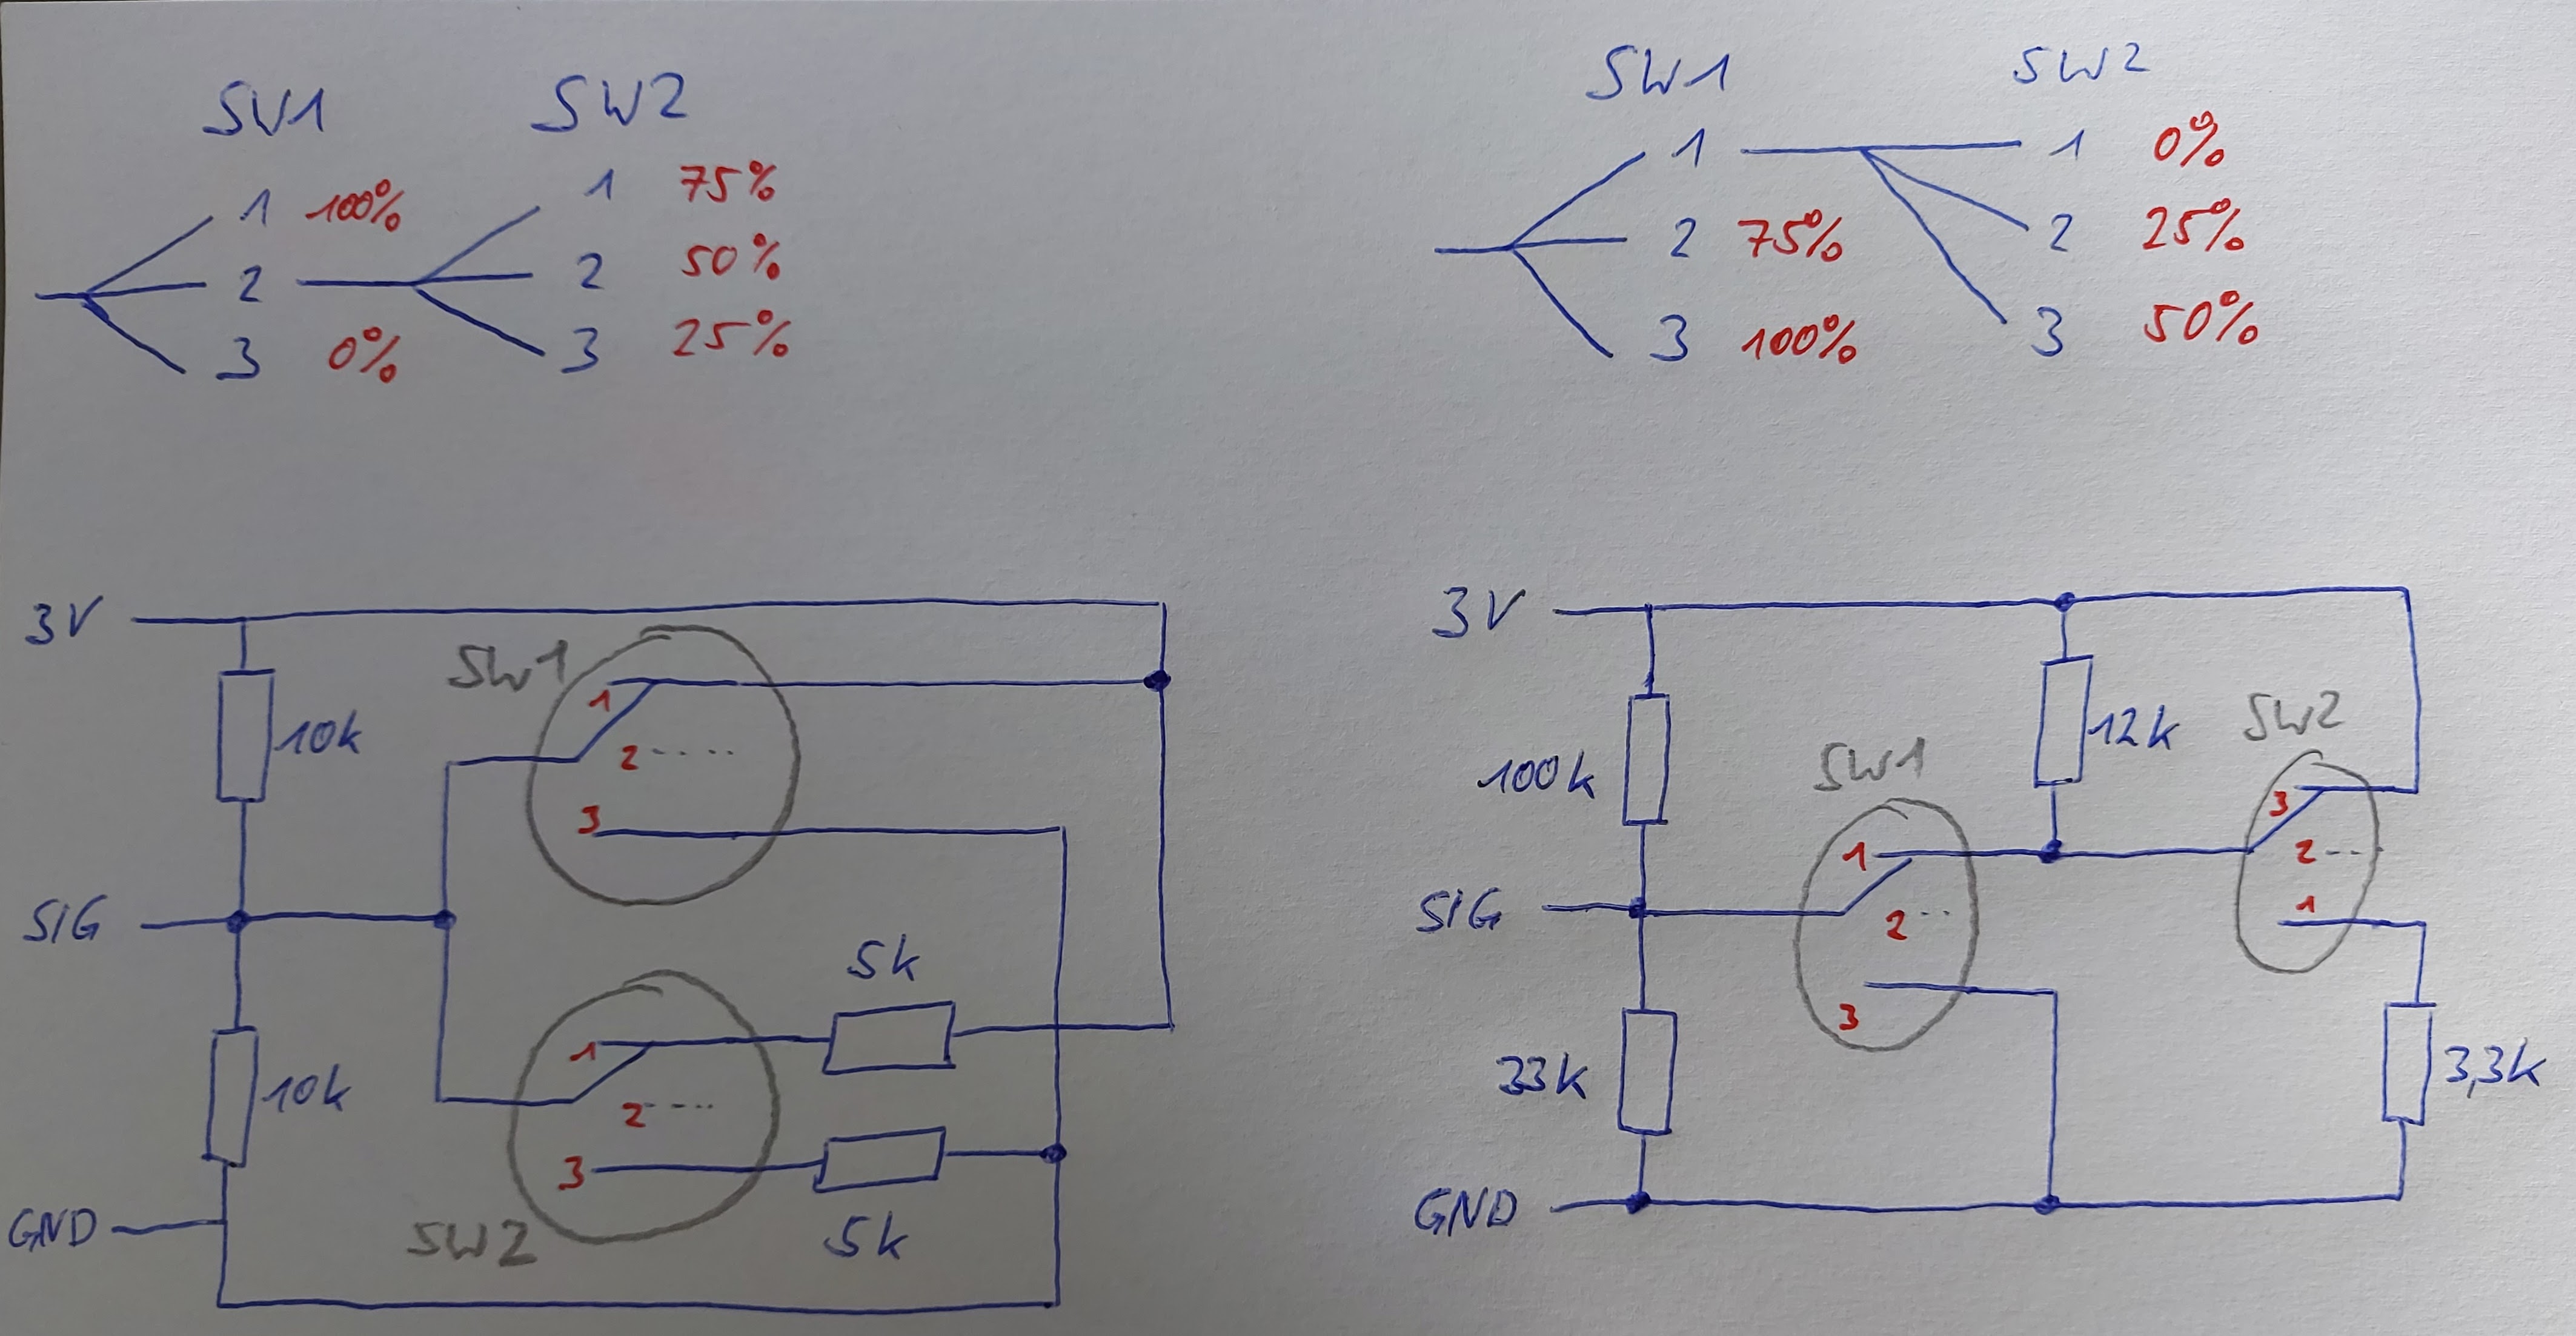 SW1 SW2
1 100%
2
3 0%
1 75%
2 50%
3 25%
SW1 SW2
1
2 75%
3 100%
1 0%
2 25%
3 50%
3V
SW1
1
2
3
10k
SIG
5k
1
2
3
10k
GND
SW2
5k
3V
12k
SW2
100k
SW1
3
2
1
1
2
3
SIG
33k
3,3k
GND